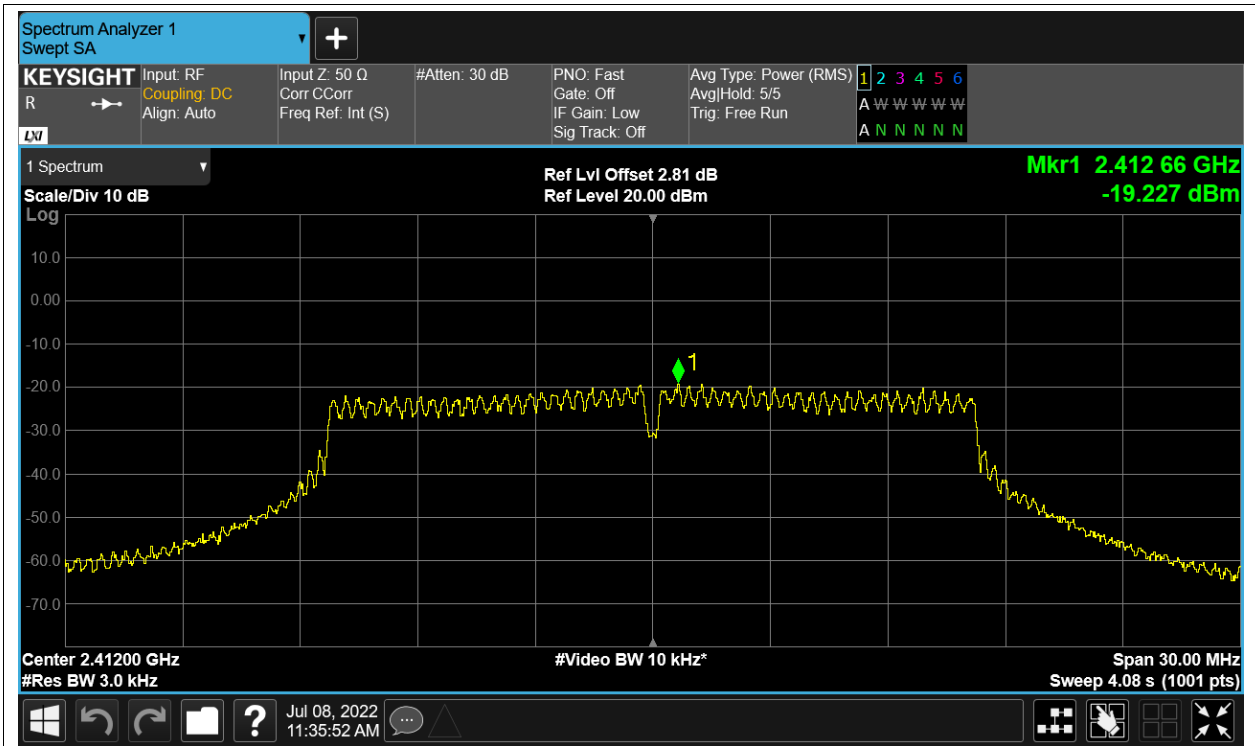 Spectrum Analyzer 1
Swept SA
KEYSIGHT
R
LXI
Input: RF
Coupling: DC
Align: Auto
Input Z: 50 Ω
Corr CCorr
Freq Ref: Int (S)
#Atten: 30 dB
PNO: Fast
Gate: Off
IF Gain: Low
Sig Track: Off
Avg Type: Power (RMS)
Avg|Hold: 5/5
Trig: Free Run
1 2 3 4 5 6
A W W W W W
A N N N N N
1 Spectrum
Scale/Div 10 dB
Log
Ref Lvl Offset 2.81 dB
Ref Level 20.00 dBm
Mkr1 2.412 66 GHz
-19.227 dBm
10.0
0.00
-10.0
-20.0
-30.0
-40.0
-50.0
-60.0
-70.0
1
Center 2.41200 GHz
#Res BW 3.0 kHz
#Video BW 10 kHz*
Span 30.00 MHz
Sweep 4.08 s (1001 pts)
?
Jul 08, 2022
11:35:52 AM